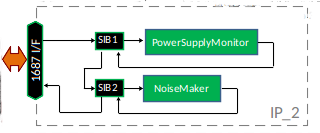 1687 I/F
SIB 1
PowerSupplyMonitor
SIB 2
NoiseMaker
IP_2